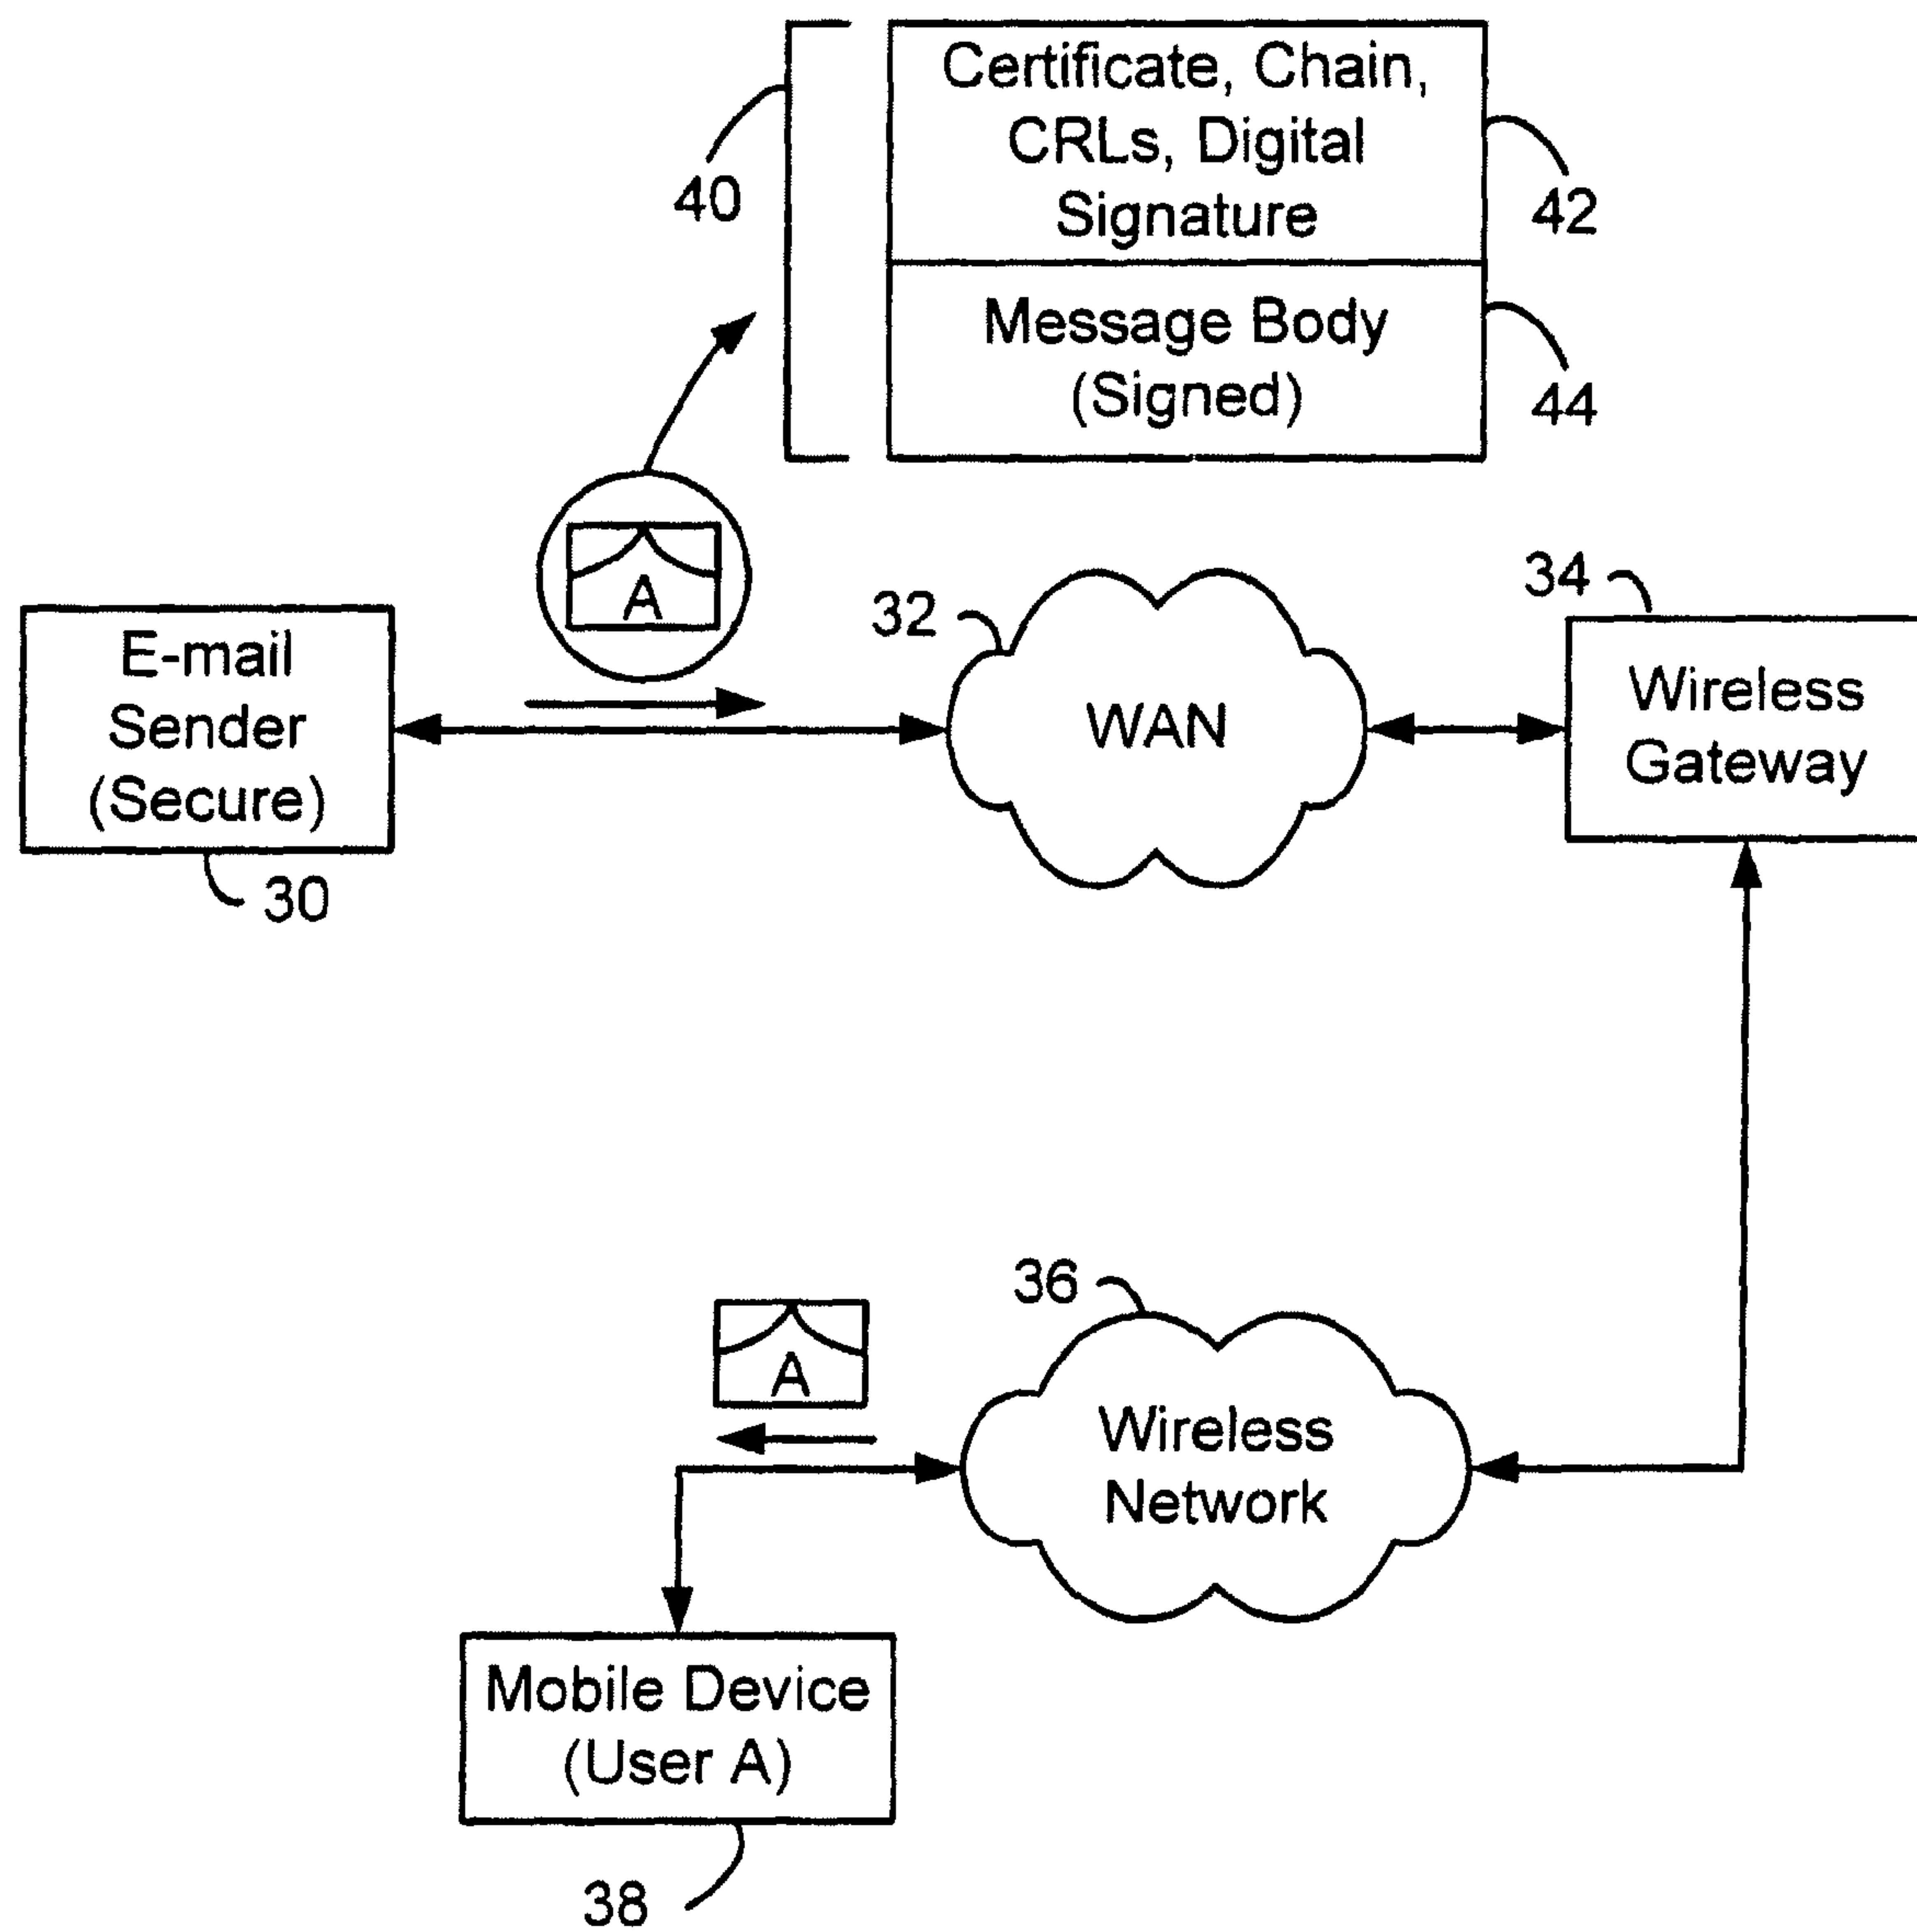 Certificate, Chain,
CRLs, Digital
Signature
40
42
Message Body
(Signed)
44
A
34
32
E-mail
Sender
(Secure)
WAN
Wireless
Gateway
30
36
A
Wireless
Network
Mobile Device
(User A)
38